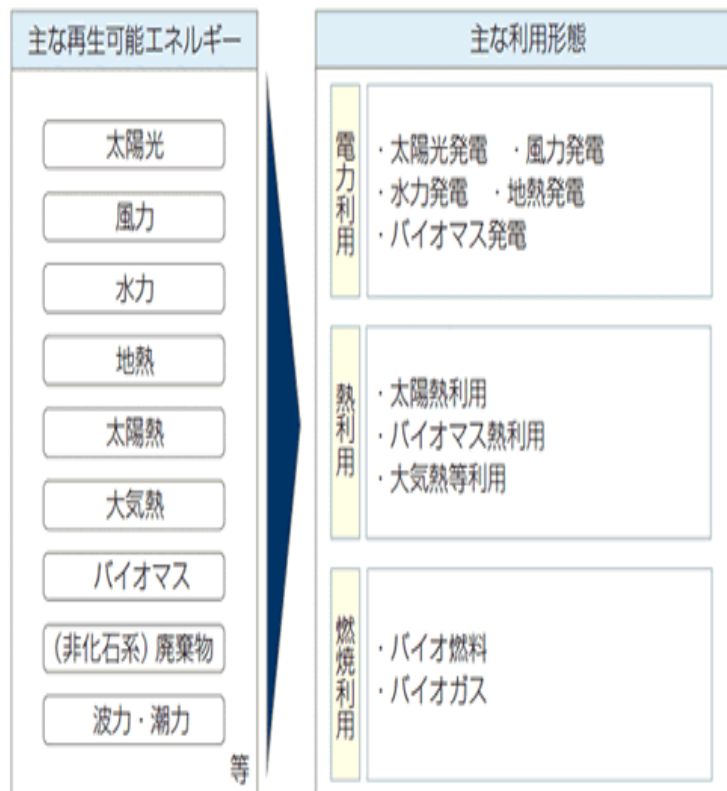 主な再生可能エネルギー
太陽光
風力
水力
地熱
太陽熱
大気熱
バイオマス
(非化石系) 廃棄物
波力・潮力
等
主な利用形態
電力利用
・太陽光発電 ・風力発電
・水力発電 ・地熱発電
・バイオマス発電
熱利用
・太陽熱利用
・バイオマス熱利用
・大気熱等利用
燃焼利用
・バイオ燃料
・バイオガス